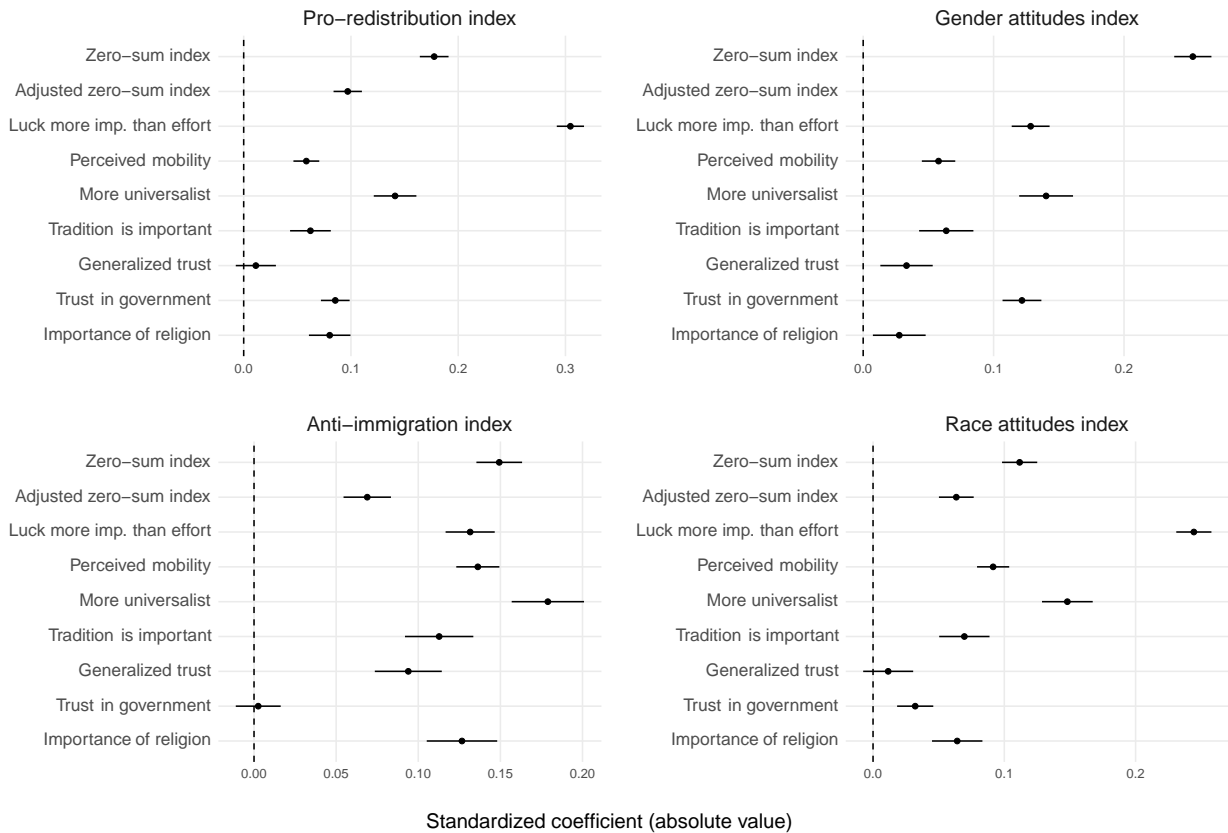 Pro−redistribution index
Zero−sum index
Adjusted zero−sum index
Luck more imp. than effort
Perceived mobility
More universalist
Tradition is important
Generalized trust
Trust in government
Importance of religion
0.0 0.1 0.2 0.3
Gender attitudes index
Zero−sum index
Adjusted zero−sum index
Luck more imp. than effort
Perceived mobility
More universalist
Tradition is important
Generalized trust
Trust in government
Importance of religion
0.0 0.1 0.2
Anti−immigration index
Zero−sum index
Adjusted zero−sum index
Luck more imp. than effort
Perceived mobility
More universalist
Tradition is important
Generalized trust
Trust in government
Importance of religion
0.00 0.05 0.10 0.15 0.20
Race attitudes index
Zero−sum index
Adjusted zero−sum index
Luck more imp. than effort
Perceived mobility
More universalist
Tradition is important
Generalized trust
Trust in government
Importance of religion
0.0 0.1 0.2
Standardized coefficient (absolute value)